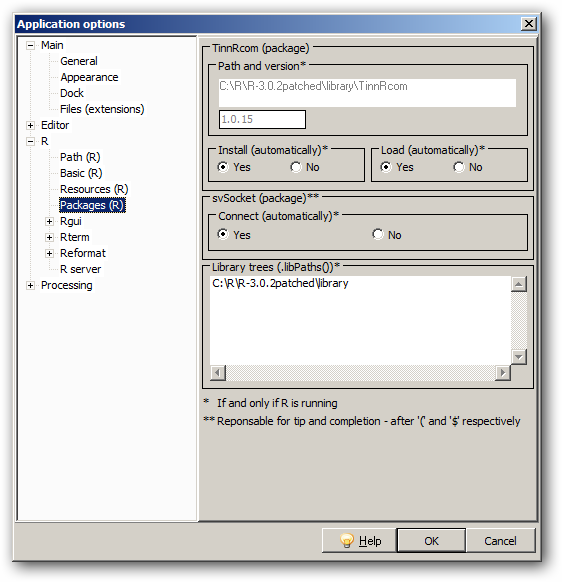 Application options
Main
General
Appearance
Dock
Files (extensions)
Editor
R
Path (R)
Basic (R)
Resources (R)
Packages (R)
Rgui
Rterm
Reformat
R server
Processing
TinnRcom (package)
Path and version*
C:\R\R-3.0.2patched\library\TinnRcom
1.0.15
Install (automatically)*
Yes No
Load (automatically)*
Yes No
svSocket (package)**
Connect (automatically)*
Yes No
Library trees (.libPaths())*
C:\R\R-3.0.2patched\library
* If and only if R is running
** Reponsable for tip and completion - after '(' and '$' respectively
Help OK Cancel